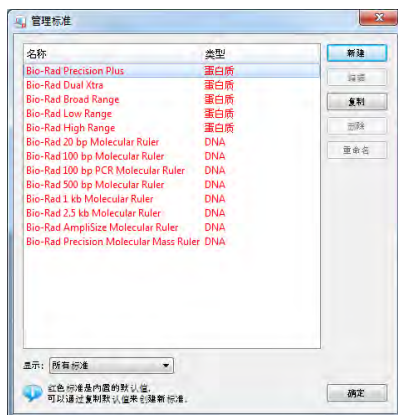 管理标准
名称 类型
Bio-Rad Precision Plus 蛋白质
Bio-Rad Dual Xtra 蛋白质
Bio-Rad Broad Range 蛋白质
Bio-Rad Low Range 蛋白质
Bio-Rad High Range 蛋白质
Bio-Rad 20 bp Molecular Ruler DNA
Bio-Rad 100 bp Molecular Ruler DNA
Bio-Rad 100 bp PCR Molecular Ruler DNA
Bio-Rad 500 bp Molecular Ruler DNA
Bio-Rad 1 kb Molecular Ruler DNA
Bio-Rad 2.5 kb Molecular Ruler DNA
Bio-Rad AmpliSize Molecular Ruler DNA
Bio-Rad Precision Molecular Mass Ruler DNA
新建
编辑
复制
删除
重命名
显示: 所有标准
红色标准是内置的默认值.
可以通过复制默认值来创建新标准.
确定